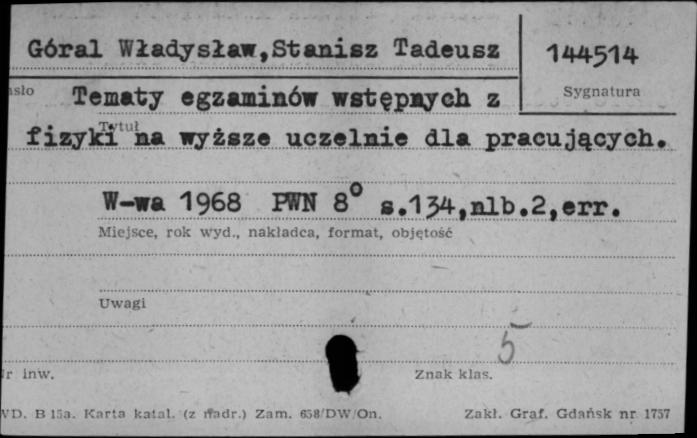 Góral Władysław,Stanisz Tadeusz
144514
Sygnatura
Tematy egzaminów wstępnych z
Tytuł
fizyki na wyższe uczelnie dla pracujących.
W-wa 1968 PWN 8° s.134,nlb.2,err.
Miejsce, rok wyd., nakładca, format, objętość
Uwagi
5
inw.
Znak klas.
B 15a. Karta katal. (z nadr.) Zam. 658/DW/On.
Zakł. Graf. Gdańsk nr 1757